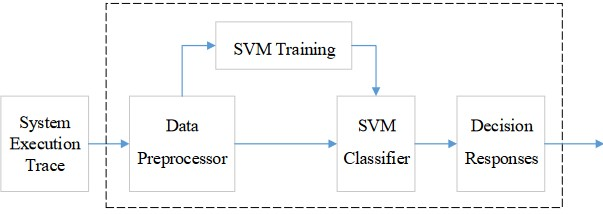 SVM Training
System
Execution
Trace
Data
Preprocessor
SVM
Classifier
Decision
Responses